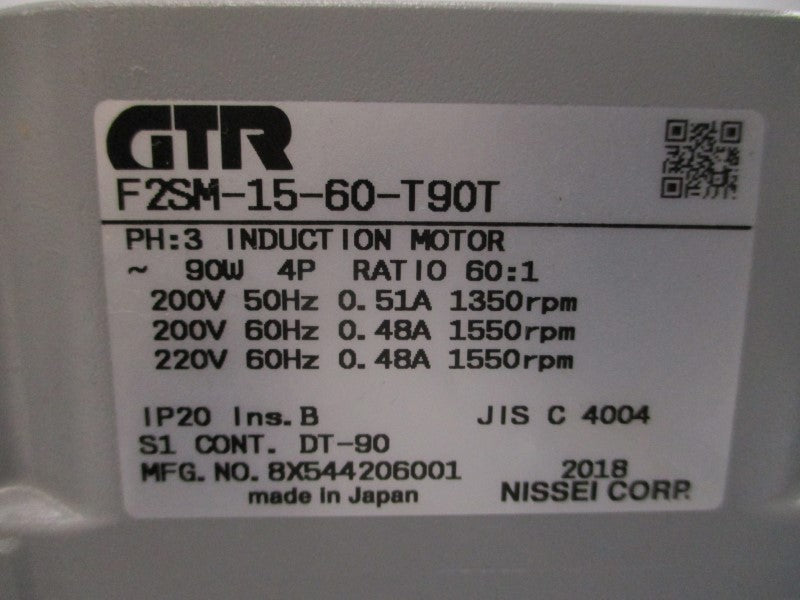 GTR
F2SM-15-60-T90T
PH:3 INDUCTION MOTOR
~ 90W 4P RATIO 60:1
200V 50Hz 0.51A 1350rpm
200V 60Hz 0.48A 1550rpm
220V 60Hz 0.48A 1550rpm
IP20 Ins.B JIS C 4004
S1 CONT. DT-90
MFG.NO.8X544206001 2018
made in Japan NISSEI CORP.